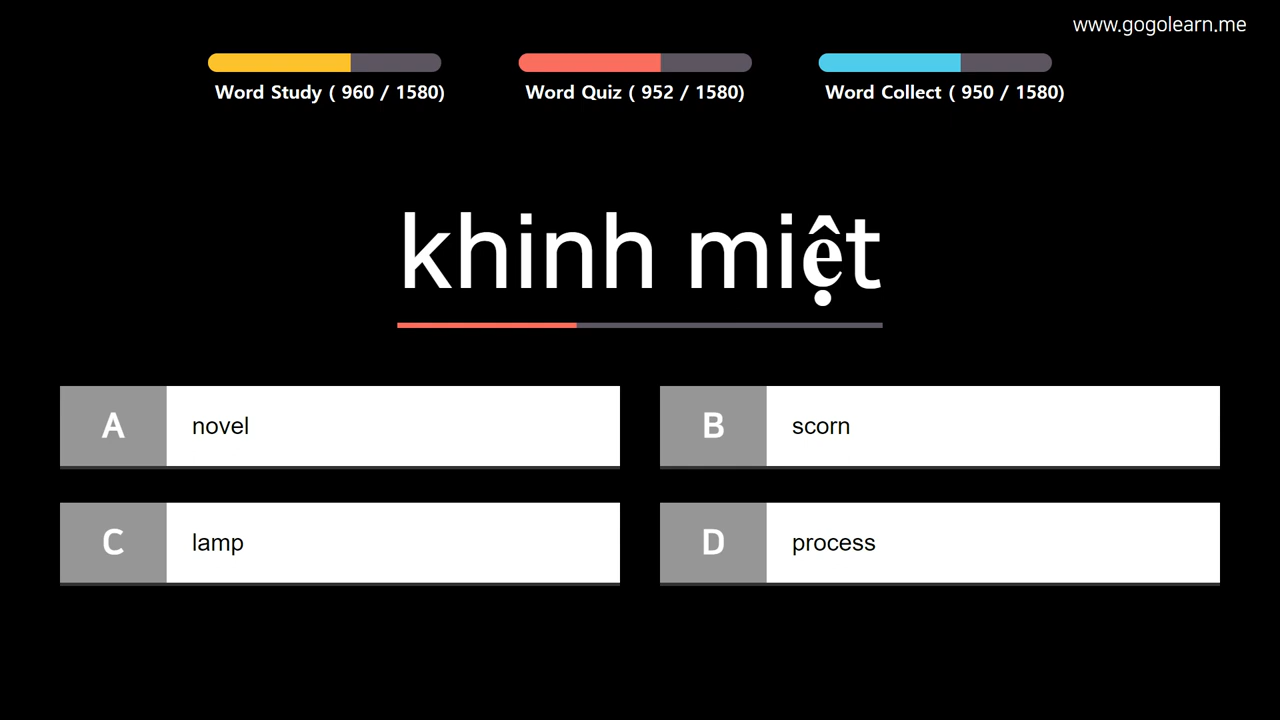 www.gogolearn.me
Word Study ( 960 / 1580)
Word Quiz ( 952 / 1580)
Word Collect ( 950 / 1580)
khinh miệt
A novel
B scorn
C lamp
D process